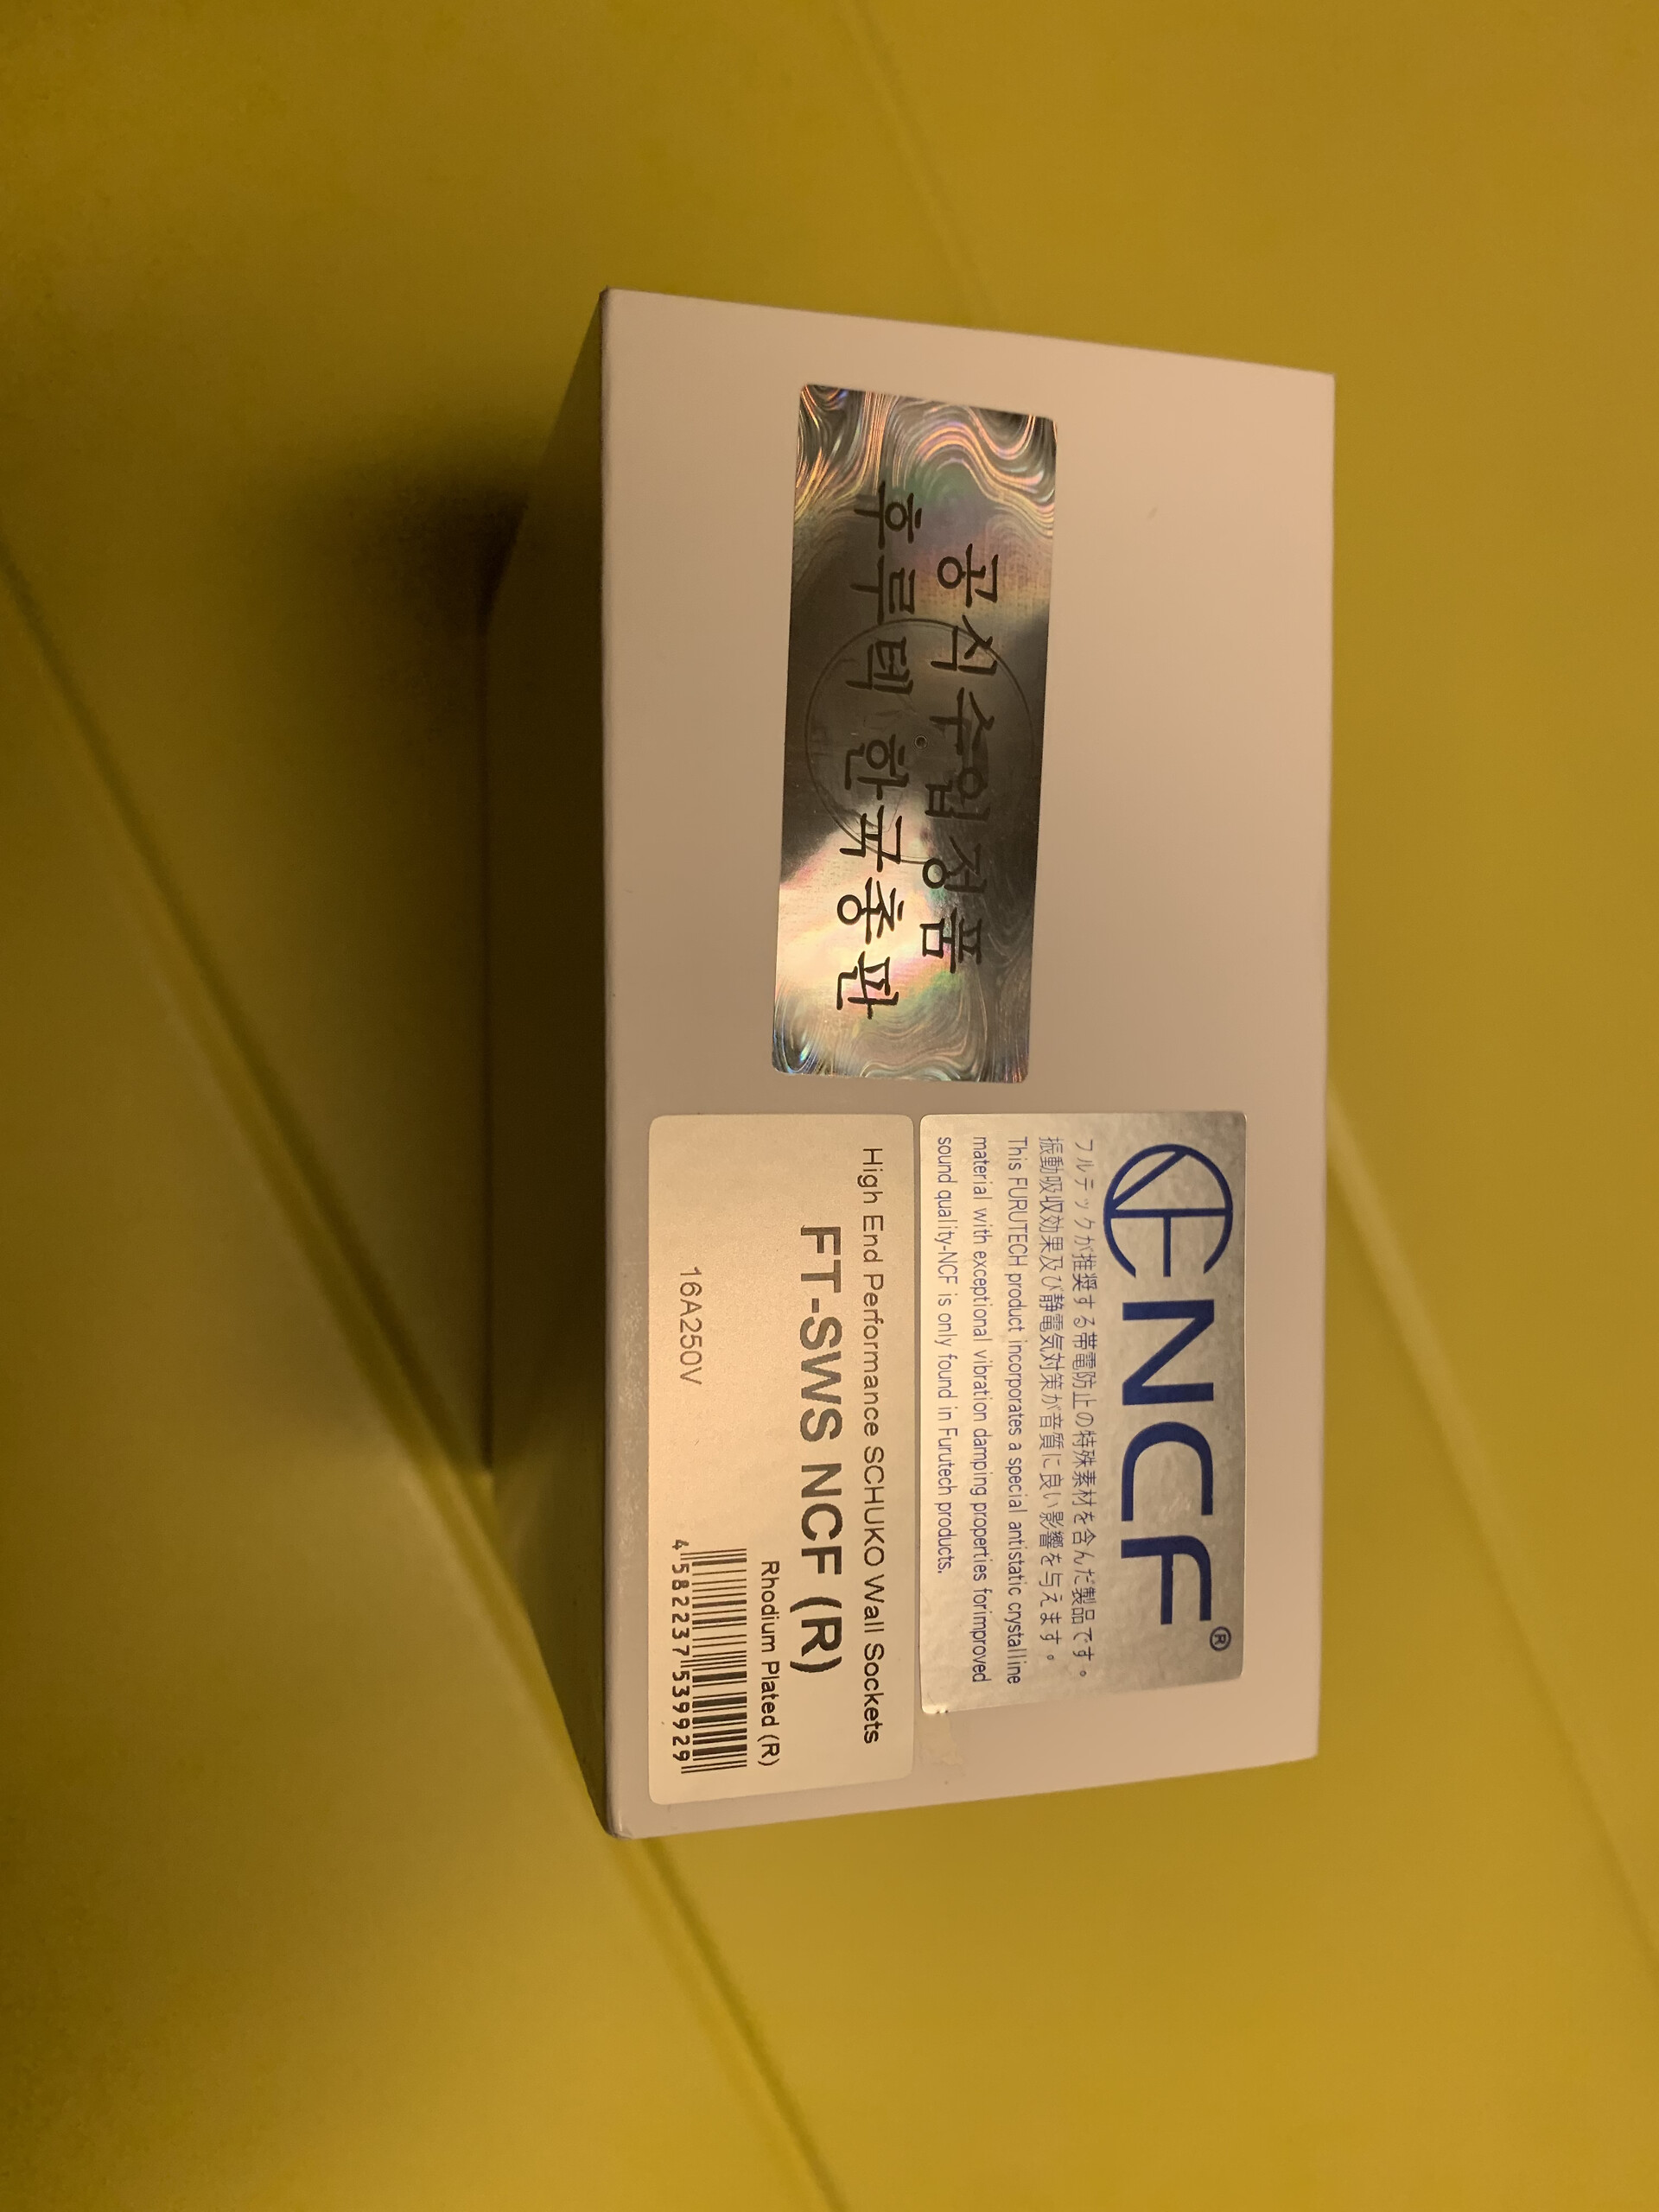 공식수입정품
후루텍 한국총판
NCF®
フルテックが推奨する帯電防止の特殊素材を含んだ製品です。
振動吸収効果及び静電気対策が音質に良い影響を与えます。
This FURUTECH product incorporates a special antistatic crystalline
material with exceptional vibration damping properties forimproved
sound quality-NCF is only found in Furutech products.
High End Performance SCHUKO Wall Sockets
FT-SWS NCF (R)
Rhodium Plated (R)
16A250V
4 582237 539929